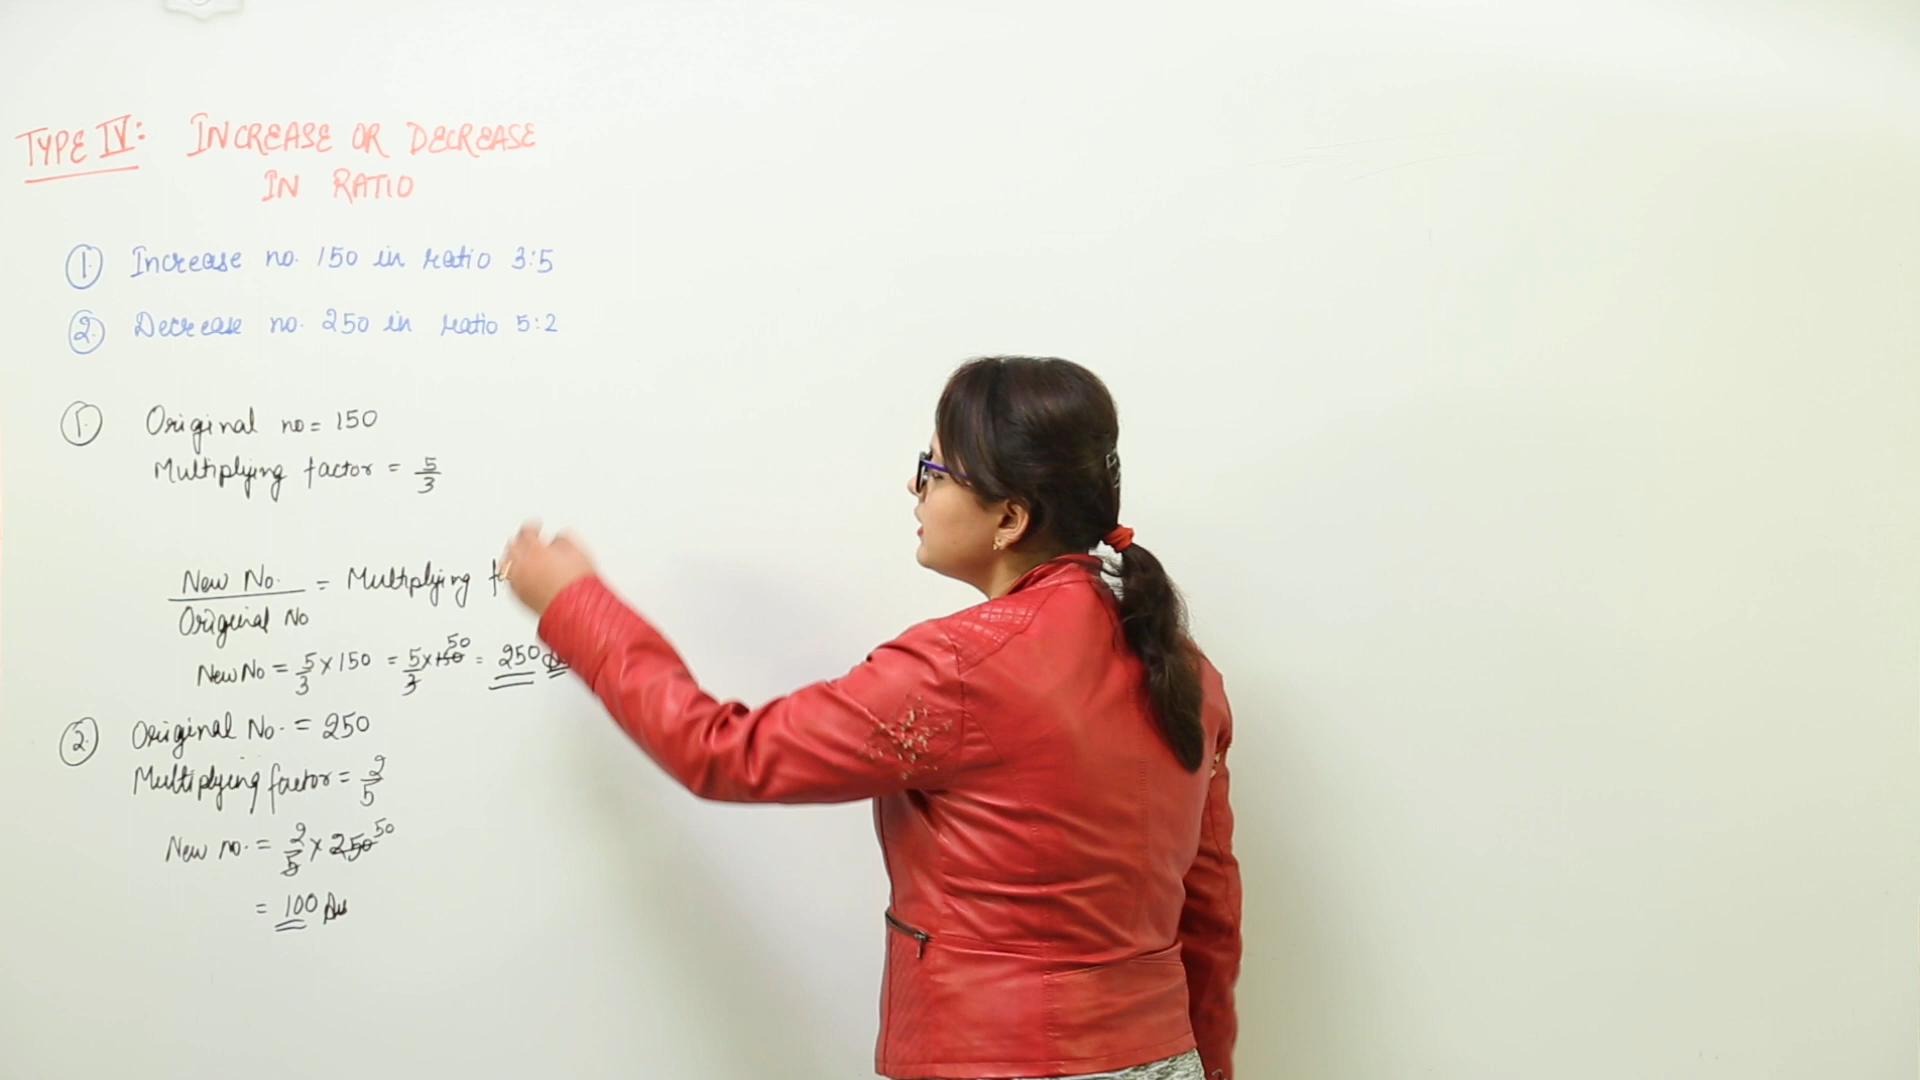 TYPE IV: INCREASE OR DECREASE
IN RATIO
1. Increase no. 150 in ratio 3:5
2. Decrease no. 250 in ratio 5:2
1. Original no = 150
Multiplying factor = 5/3
New No. / Original No = Multiplying
New No = 5/3 x 150 = 5/3 x 150 50 = 250
2. Original No. = 250
Multiplying factor = 2/5
New no. = 2/5 x 250 50
= 100 Ans